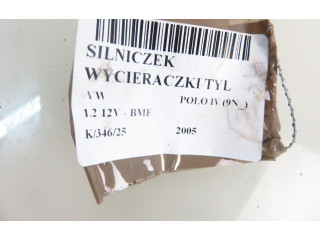 SILNICZEK
WYCIERACZKI TYL
VW POLO IV (9N_)
1.2 12V - BME
K/346/25 2005